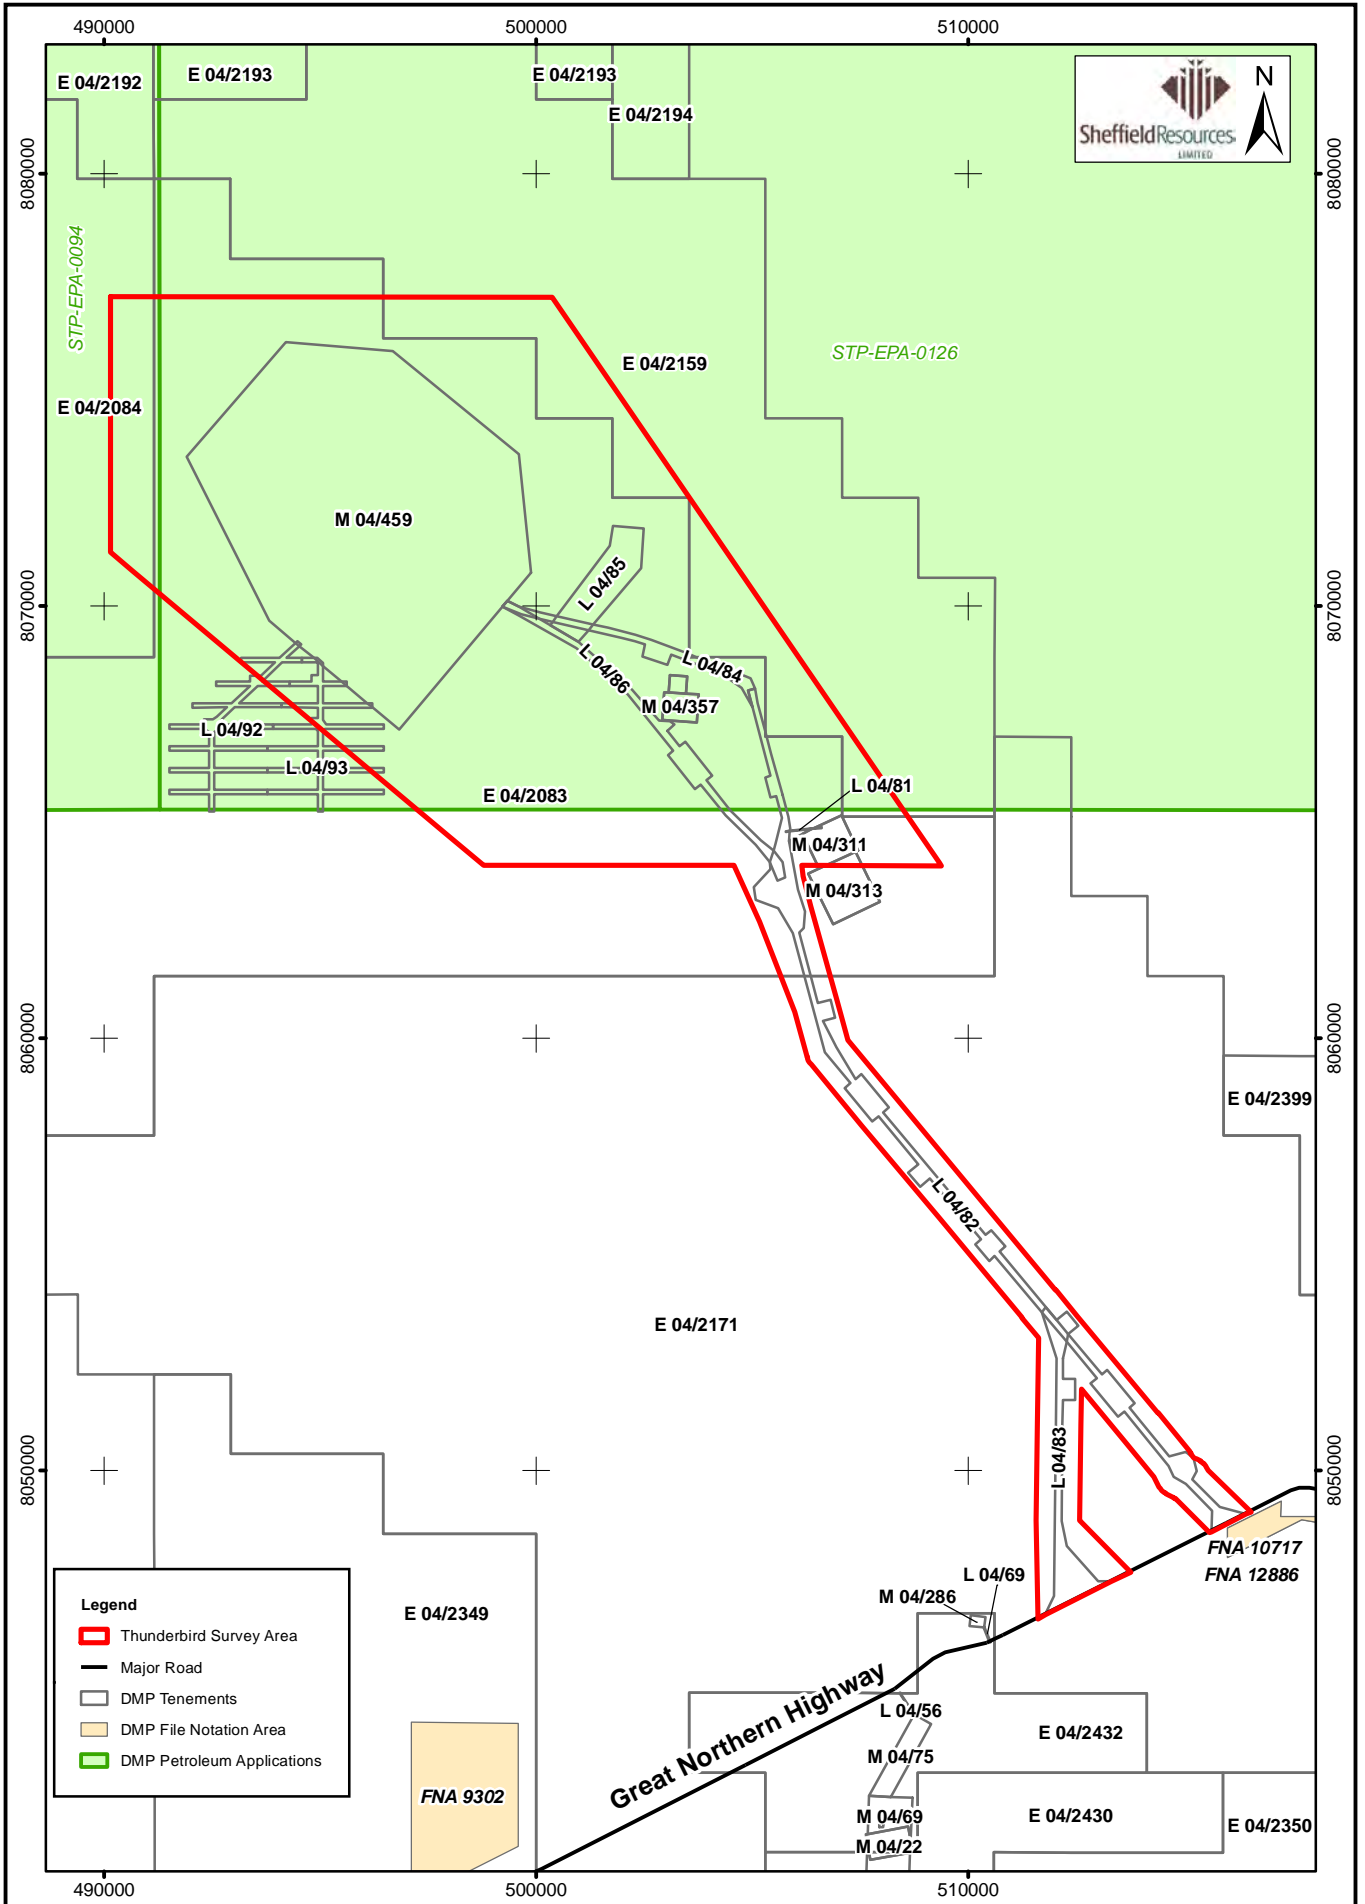 490000
500000
510000
E 04/2192
E 04/2193
E 04/2193
E 04/2194
N
SheffieldResources
LIMITED
8080000
8080000
STP-EPA-0094
STP-EPA-0126
E 04/2159
E 04/2084
M 04/459
L 04/85
8070000
8070000
L 04/86
L 04/84
M 04/357
L 04/92
L 04/93
E 04/2083
L 04/81
M 04/311
M 04/313
8060000
8060000
E 04/2399
L 04/82
E 04/2171
L 04/83
8050000
8050000
FNA 10717
FNA 12886
L 04/69
M 04/286
E 04/2349
Great Northern Highway
L 04/56
E 04/2432
M 04/75
FNA 9302
M 04/69
E 04/2430
E 04/2350
M 04/22
Legend
Thunderbird Survey Area
Major Road
DMP Tenements
DMP File Notation Area
DMP Petroleum Applications
490000
500000
510000